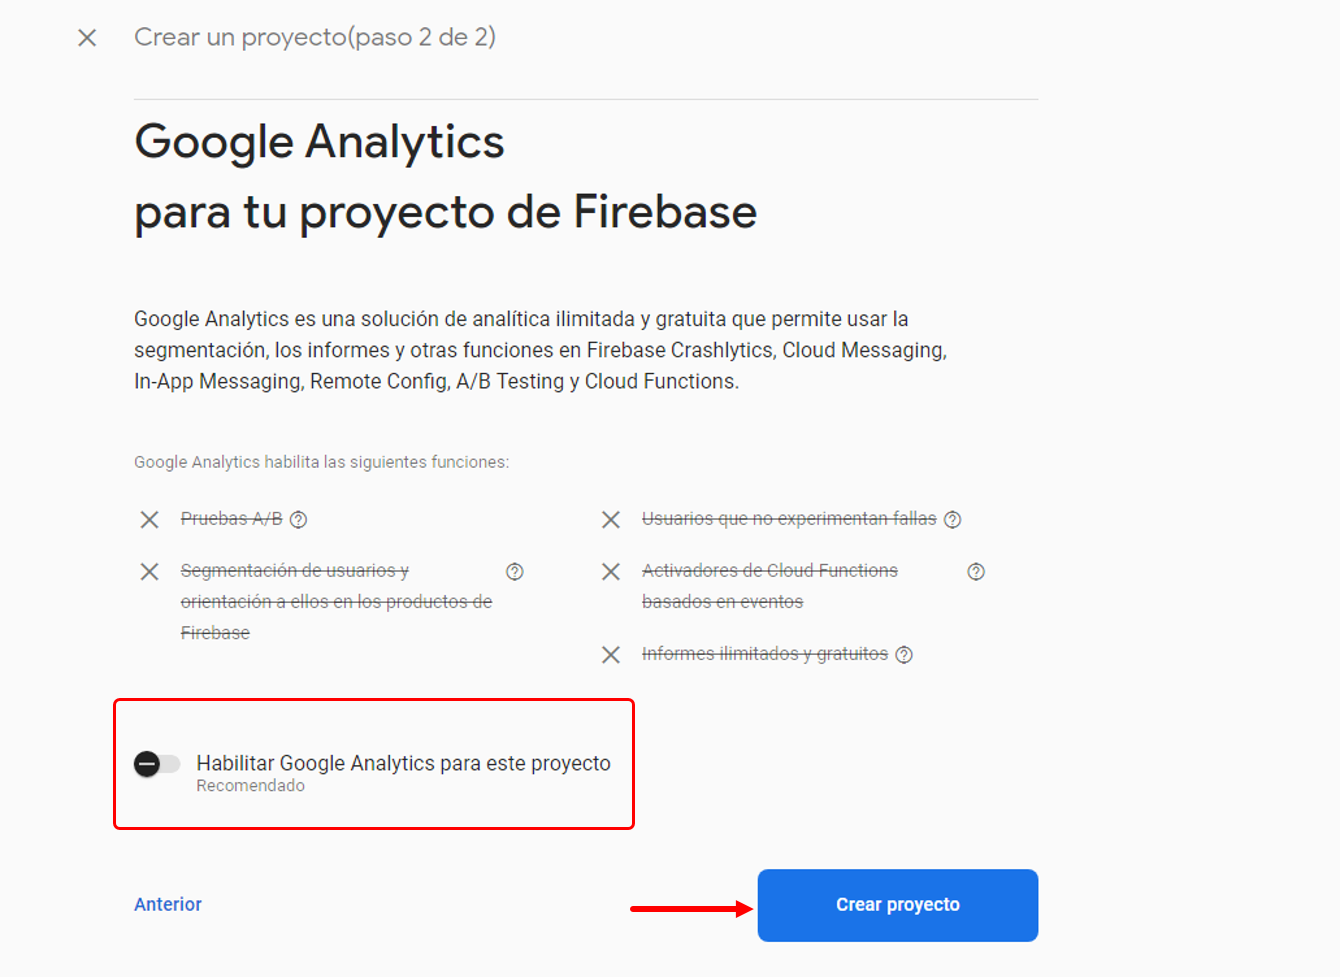 Crear un proyecto(paso 2 de 2)
Google Analytics
para tu proyecto de Firebase
Google Analytics es una solución de analítica ilimitada y gratuita que permite usar la
segmentación, los informes y otras funciones en Firebase Crashlytics, Cloud Messaging,
In-App Messaging, Remote Config, A/B Testing y Cloud Functions.
Google Analytics habilita las siguientes funciones:
Pruebas A/B
Segmentación de usuarios y
orientación a ellos en los productos de
Firebase
Usuarios que no experimentan fallas
Activadores de Cloud Functions
basados en eventos
Informes ilimitados y gratuitos
Habilitar Google Analytics para este proyecto
Recomendado
Anterior
Crear proyecto